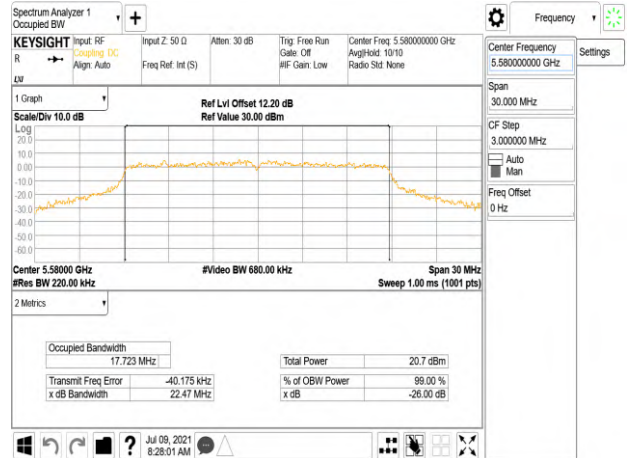 Spectrum Analyzer 1
Occupied BW
+
Frequency
KEYSIGHT
R
LXI
Input: RF
Coupling: DC
Align: Auto
Input Z: 50 Ω
Freq Ref: Int (S)
Atten: 30 dB
Trig: Free Run
Gate: Off
#IF Gain: Low
Center Freq: 5.580000000 GHz
Avg|Hold: 10/10
Radio Std: None
Center Frequency
5.580000000 GHz
Settings
Span
30.000 MHz
CF Step
3.000000 MHz
Auto
Man
Freq Offset
0 Hz
1 Graph
Scale/Div 10.0 dB
Ref Lvl Offset 12.20 dB
Ref Value 30.00 dBm
Log
20.0
10.0
0.00
-10.0
-20.0
-30.0
-40.0
-50.0
-60.0
Center 5.58000 GHz
#Res BW 220.00 kHz
#Video BW 680.00 kHz
Span 30 MHz
Sweep 1.00 ms (1001 pts)
2 Metrics
Occupied Bandwidth
17.723 MHz
Transmit Freq Error -40.175 kHz
x dB Bandwidth 22.47 MHz
Total Power 20.7 dBm
% of OBW Power 99.00 %
x dB -26.00 dB
?
Jul 09, 2021
8:28:01 AM